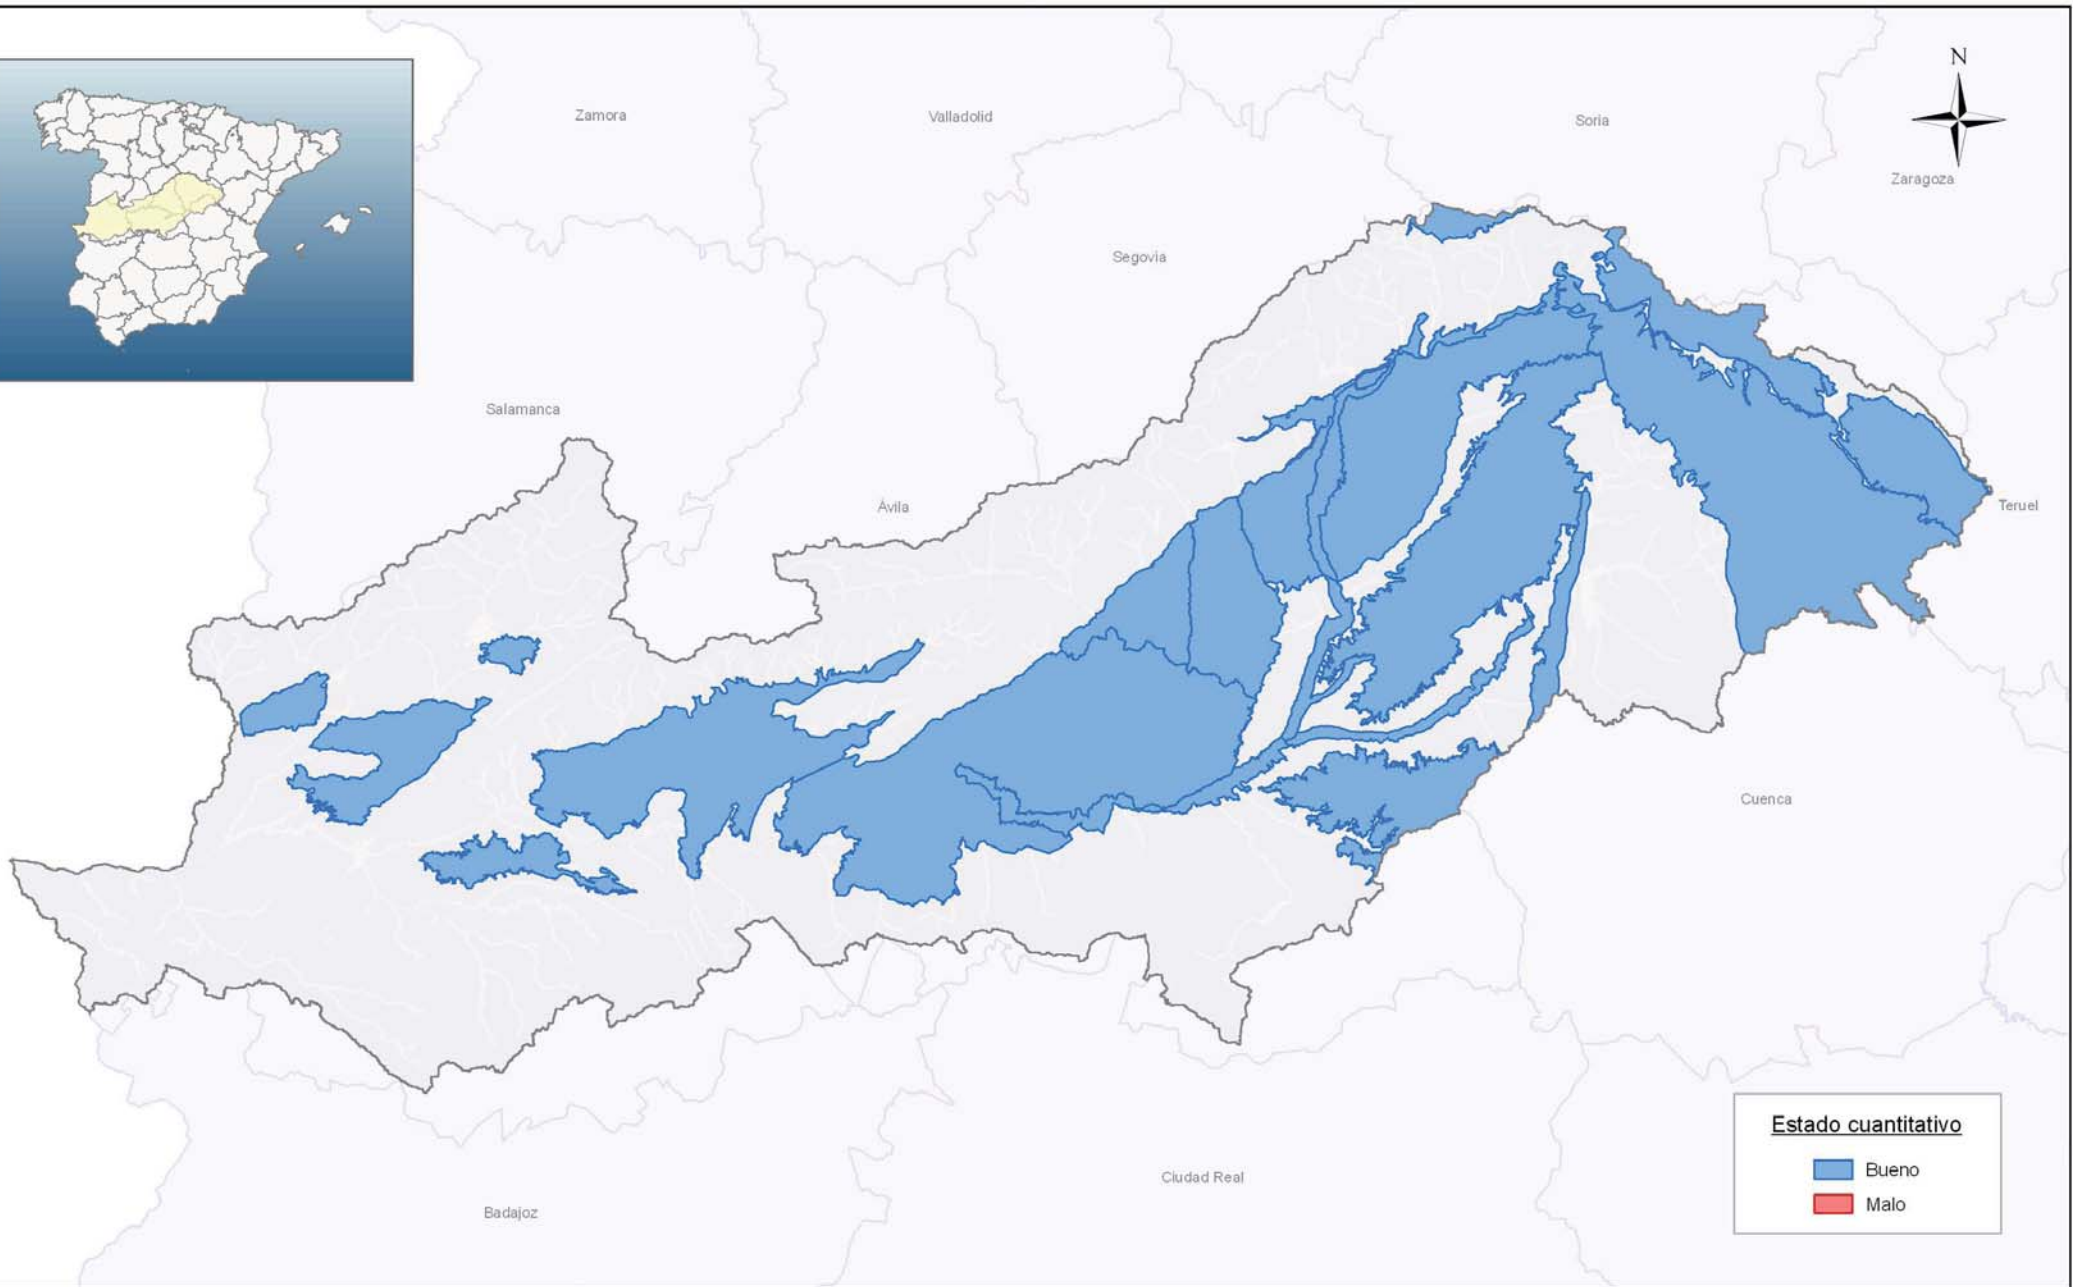 N
Zamora
Valladolid
Soria
Zaragoza
Segovia
Salamanca
Ávila
Teruel
Cuenca
Ciudad Real
Badajoz
Estado cuantitativo
Bueno
Malo